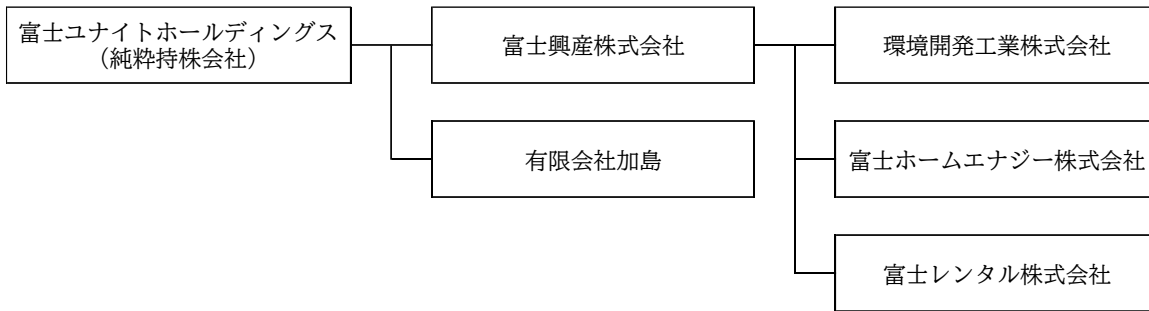 富士ユナイトホールディングス
（純粋持株会社）
富士興産株式会社
環境開発工業株式会社
有限会社加島
富士ホームエナジー株式会社
富士レンタル株式会社